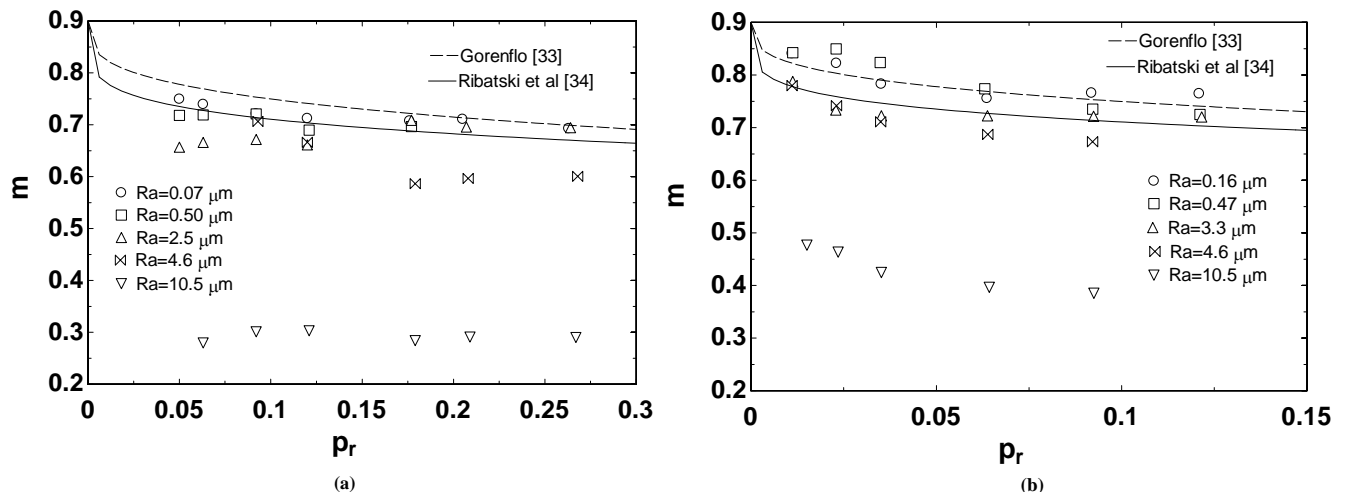 0.9
0.8
0.7
0.6
0.5
0.4
0.3
0.2
m
Gorenflo [33]
Ribatski et al [34]
Ra=0.07 μm
Ra=0.50 μm
Ra=2.5 μm
Ra=4.6 μm
Ra=10.5 μm
0 0.05 0.1 0.15 0.2 0.25 0.3
pr
(a)
0.9
0.8
0.7
0.6
0.5
0.4
0.3
0.2
m
Gorenflo [33]
Ribatski et al [34]
Ra=0.16 μm
Ra=0.47 μm
Ra=3.3 μm
Ra=4.6 μm
Ra=10.5 μm
0 0.05 0.1 0.15
pr
(b)